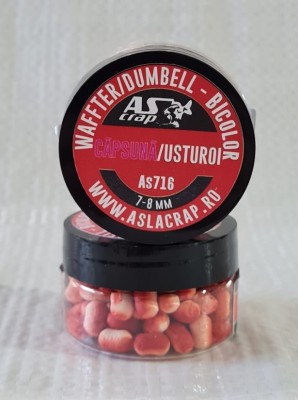 WAFFTER/DUMBELL - BICOLOR
AS
crap
CAPSUNA/USTUROI
As716
7-8 MM
WWW.ASLACRAP.RO